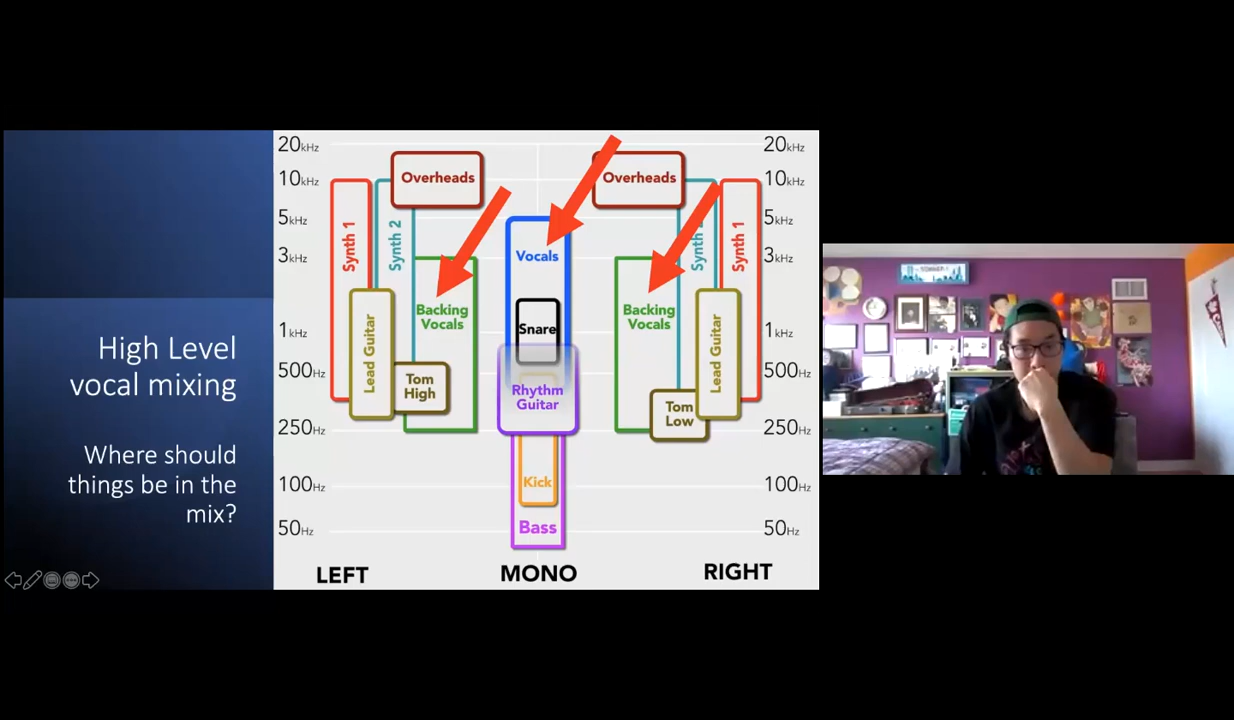 High Level
vocal mixing
Where should
things be in the
mix?
20kHz
10kHz
5kHz
3kHz
1kHz
500Hz
250Hz
100Hz
50Hz
Synth 1
Synth 2
Overheads
Lead Guitar
Backing
Vocals
Tom
High
Vocals
Snare
Rhythm
Guitar
Kick
Bass
Overheads
Backing
Vocals
Synth
Synth 1
Lead Guitar
Tom
Low
20kHz
10kHz
5kHz
3kHz
1kHz
500Hz
250Hz
100Hz
50Hz
LEFT
MONO
RIGHT